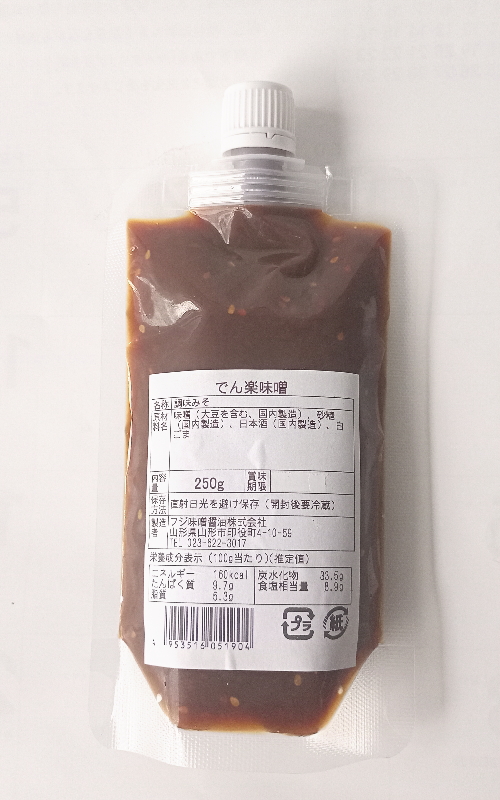 でん楽味噌
名称 調味みそ
原材料名 味噌（大豆を含む、国内製造）、砂糖
（国内製造）、日本酒（国内製造）、白
ごま
内容量 250g 賞味期限
保存方法 直射日光を避け保存（開封後要冷蔵）
製造者 フジ味噌醤油株式会社
山形県山形市印役町4-10-59
TEL 023-622-3017
栄養成分表示（100g当たり）(推定値)
エネルギー 160kcal 炭水化物 33.5g
たんぱく質 9.7g 食塩相当量 8.9g
脂質 5.3g
4 953516 051904
プラ 紙